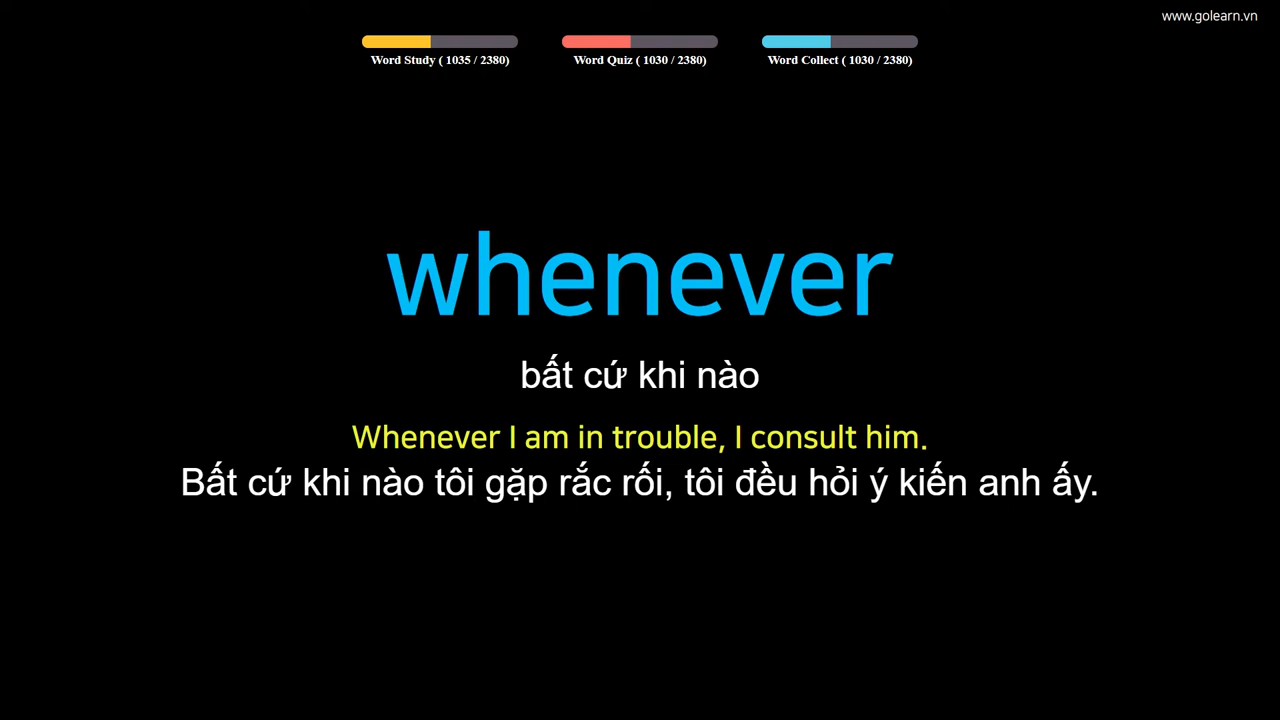 www.golearn.vn
Word Study ( 1035 / 2380) Word Quiz ( 1030 / 2380) Word Collect ( 1030 / 2380)
whenever
bất cứ khi nào
Whenever I am in trouble, I consult him.
Bất cứ khi nào tôi gặp rắc rối, tôi đều hỏi ý kiến anh ấy.